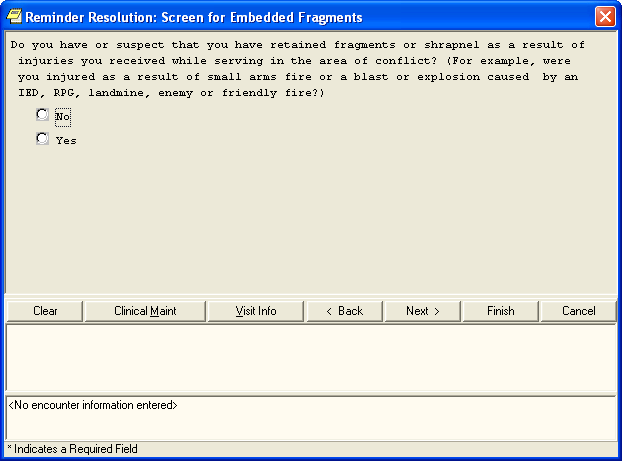 Reminder Resolution: Screen for Embedded Fragments
Do you have or suspect that you have retained fragments or shrapnel as a result of
injuries you received while serving in the area of conflict? (For example, were
you injured as a result of small arms fire or a blast or explosion caused  by an
IED, RPG, landmine, enemy or friendly fire?)
No
Yes
Clear Clinical Maint Visit Info < Back Next > Finish Cancel
<No encounter information entered>
* Indicates a Required Field